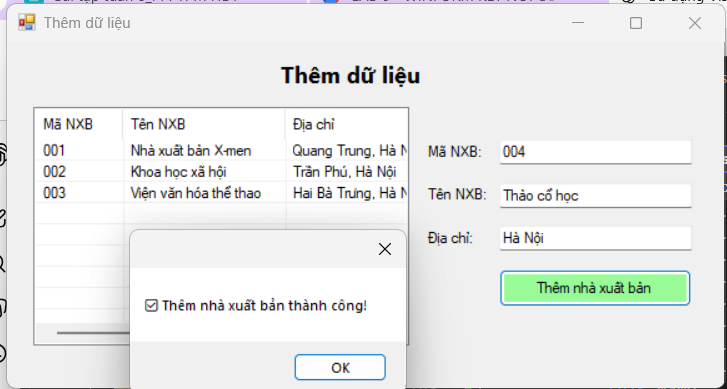 Thêm dữ liệu
Thêm dữ liệu
Mã NXB Tên NXB Địa chỉ
001 Nhà xuất bản X-men Quang Trung, Hà N
002 Khoa học xã hội Trần Phú, Hà Nội
003 Viện văn hóa thể thao Hai Bà Trưng, Hà N
Mã NXB: 004
Tên NXB: Thảo cổ học
Địa chỉ: Hà Nội
Thêm nhà xuất bản
Thêm nhà xuất bản thành công!
OK